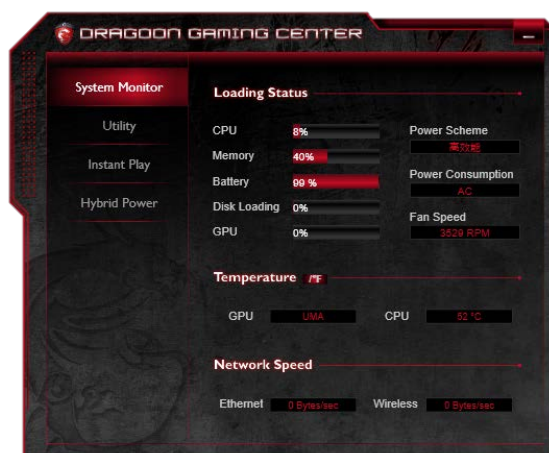 DRAGOON GAMING CENTER
System Monitor
Utility
Instant Play
Hybrid Power
Loading Status
CPU 8%
Memory 40%
Battery 99 %
Disk Loading 0%
GPU 0%
Power Scheme
高效能
Power Consumption
AC
Fan Speed
3529 RPM
Temperature /°F
GPU UMA CPU 52 °C
Network Speed
Ethernet 0 Bytes/sec Wireless 0 Bytes/sec